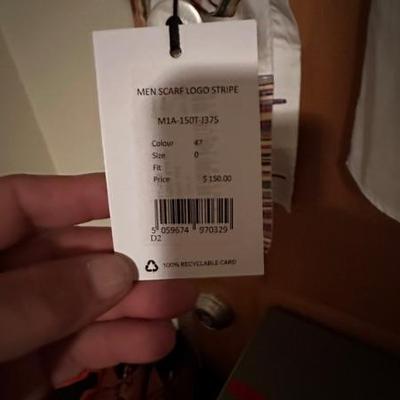 MEN SCARF LOGO STRIPE
M1A-150T-J375
Colour 47
Size 0
Fit
Price $ 150.00
5 059674 970329
D2
100% RECYCLABLE CARD